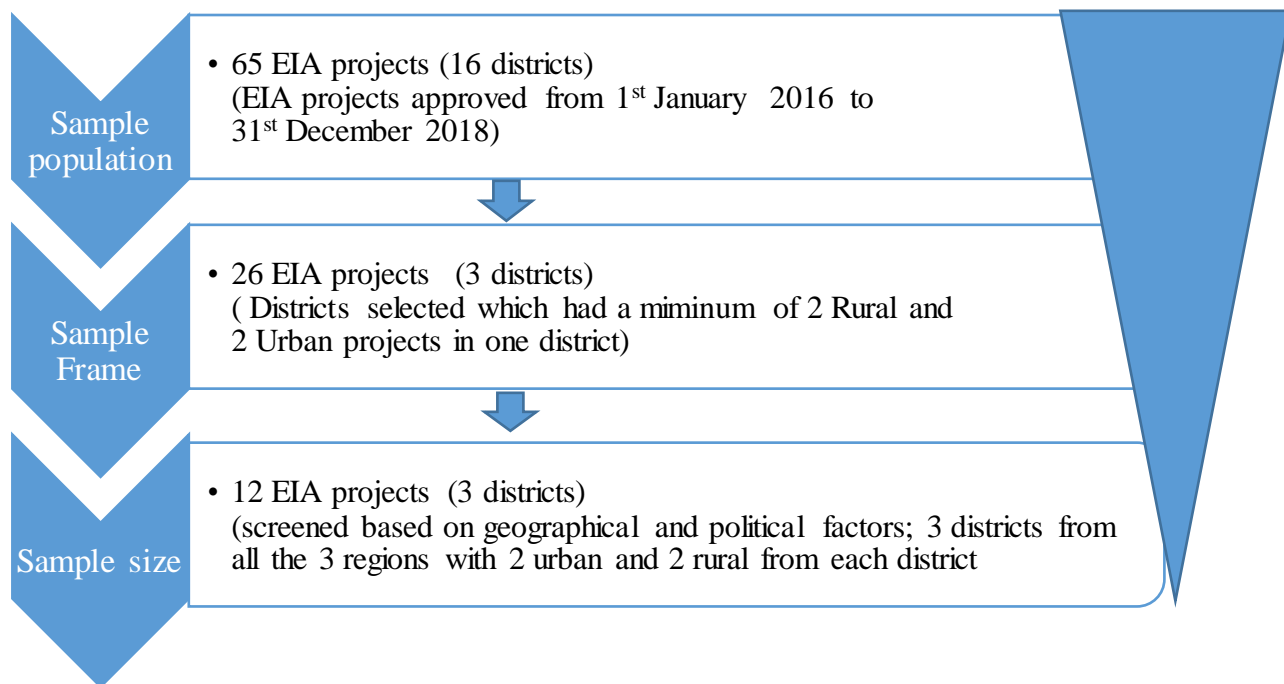 Sample
population
• 65 EIA projects (16 districts)
(EIA projects approved from 1st January 2016 to
31st December 2018)
Sample
Frame
• 26 EIA projects (3 districts)
( Districts selected which had a miminum of 2 Rural and
2 Urban projects in one district)
Sample size
• 12 EIA projects (3 districts)
(screened based on geographical and political factors; 3 districts from
all the 3 regions with 2 urban and 2 rural from each district